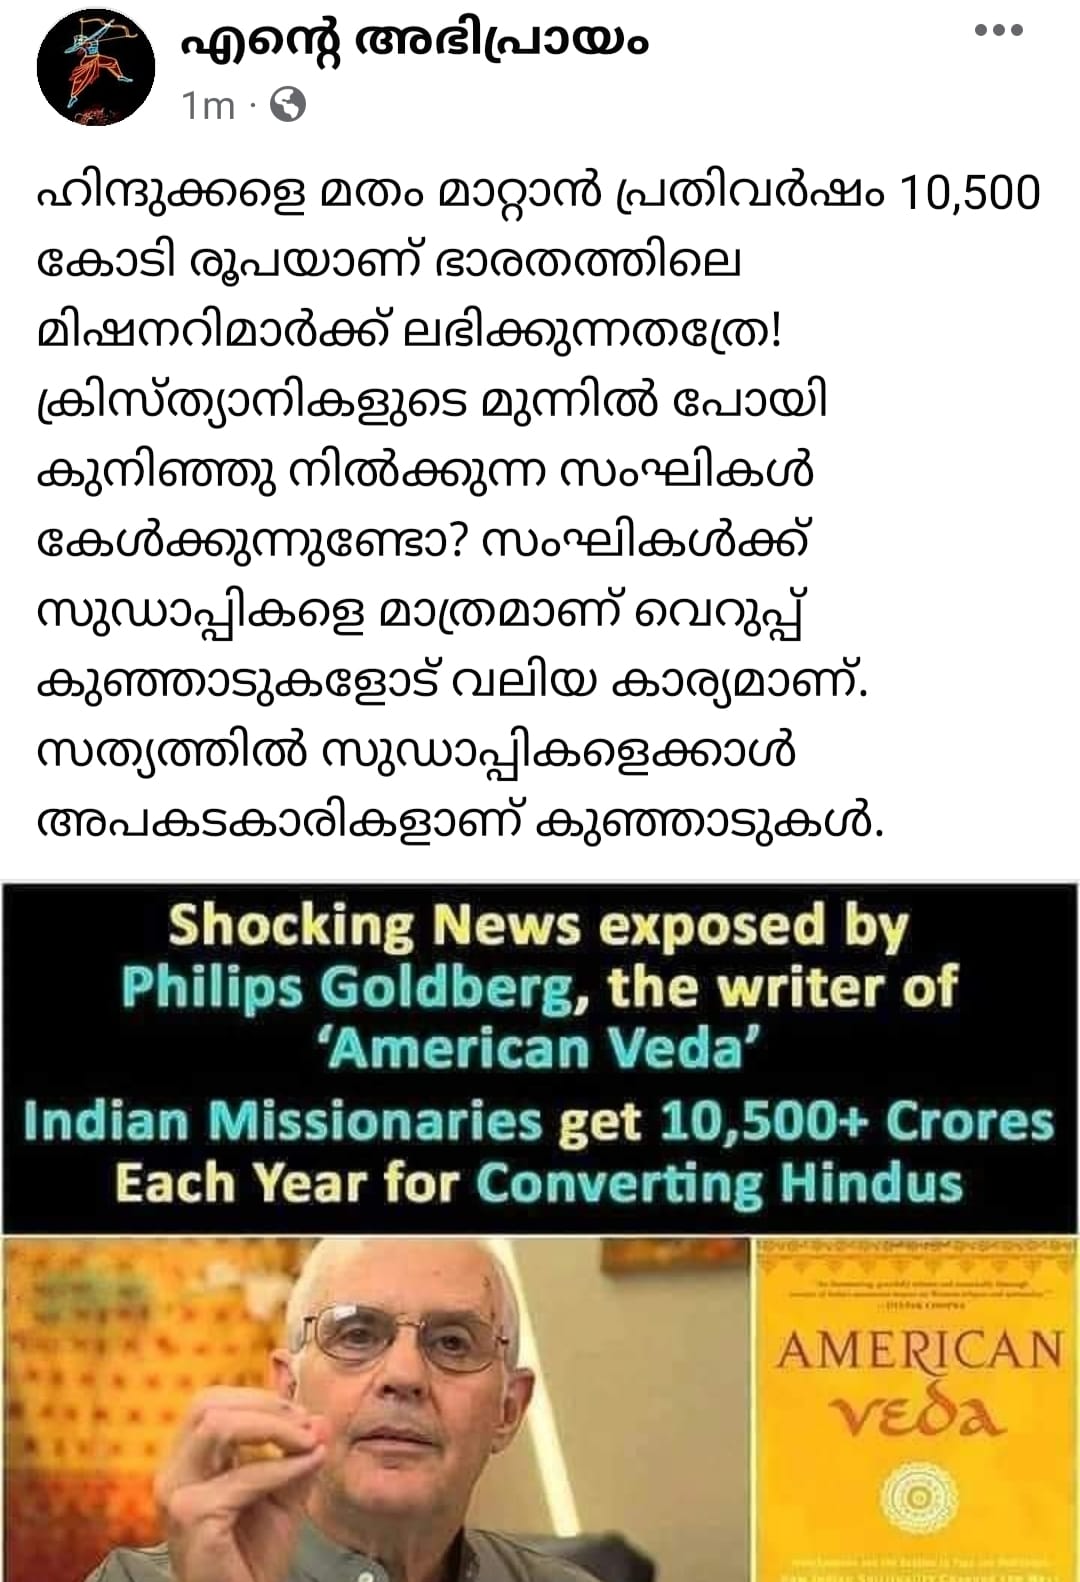 എന്റെ അഭിപ്രായം
1m ·
ഹിന്ദുക്കളെ മതം മാറ്റാൻ പ്രതിവർഷം 10,500
കോടി രൂപയാണ് ഭാരതത്തിലെ
മിഷനറിമാർക്ക് ലഭിക്കുന്നതത്രേ!
ക്രിസ്ത്യാനികളുടെ മുന്നിൽ പോയി
കുനിഞ്ഞു നിൽക്കുന്ന സംഘികൾ
കേൾക്കുന്നുണ്ടോ? സംഘികൾക്ക്
സുഡാപ്പികളെ മാത്രമാണ് വെറുപ്പ്
കുഞ്ഞാടുകളോട് വലിയ കാര്യമാണ്.
സത്യത്തിൽ സുഡാപ്പികളെക്കാൾ
അപകടകാരികളാണ് കുഞ്ഞാടുകൾ.
Shocking News exposed by
Philips Goldberg, the writer of
‘American Veda’
Indian Missionaries get 10,500+ Crores
Each Year for Converting Hindus
AMERICAN
VEDA